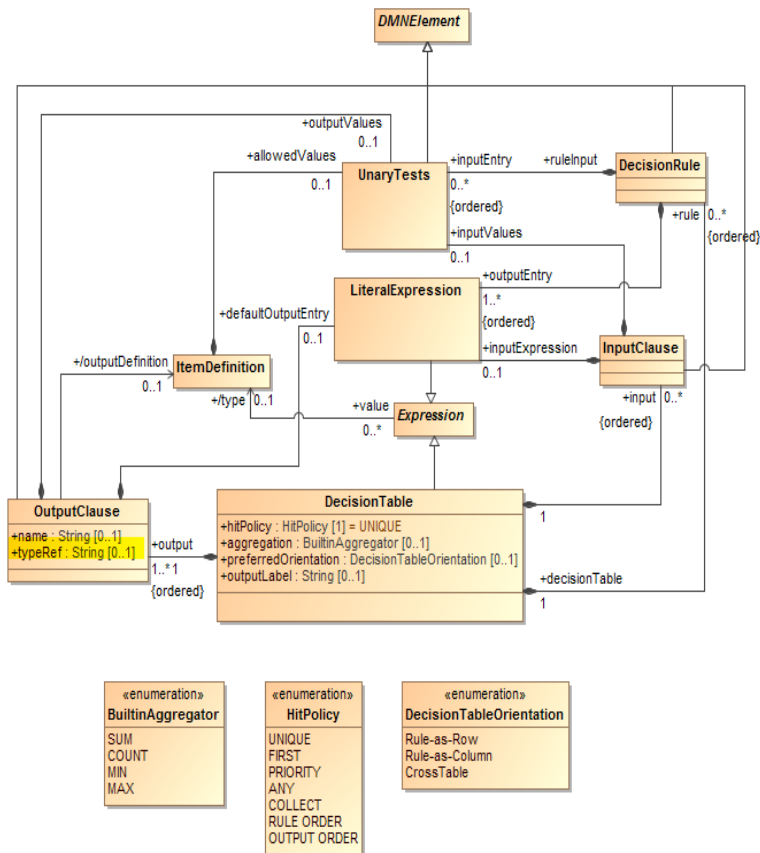 DMNElement
+outputValues
0..1
+allowedValues
0..1
UnaryTests
+inputEntry
0..*
{ordered}
+ruleInput
DecisionRule
+rule
0..*
{ordered}
+inputValues
0..1
LiteralExpression
+outputEntry
1..*
{ordered}
+defaultOutputEntry
0..1
+inputExpression
0..1
InputClause
+input
0..*
{ordered}
+/outputDefinition
0..1
ItemDefinition
+/type
0..1
+value
0..*
Expression
OutputClause
+name : String [0..1]
+typeRef : String [0..1]
+output
1..*
1
{ordered}
DecisionTable
+hitPolicy : HitPolicy [1] = UNIQUE
+aggregation : BuiltinAggregator [0..1]
+preferredOrientation : DecisionTableOrientation [0..1]
+outputLabel : String [0..1]
1
+decisionTable
1
«enumeration»
BuiltinAggregator
SUM
COUNT
MIN
MAX
«enumeration»
HitPolicy
UNIQUE
FIRST
PRIORITY
ANY
COLLECT
RULE ORDER
OUTPUT ORDER
«enumeration»
DecisionTableOrientation
Rule-as-Row
Rule-as-Column
CrossTable